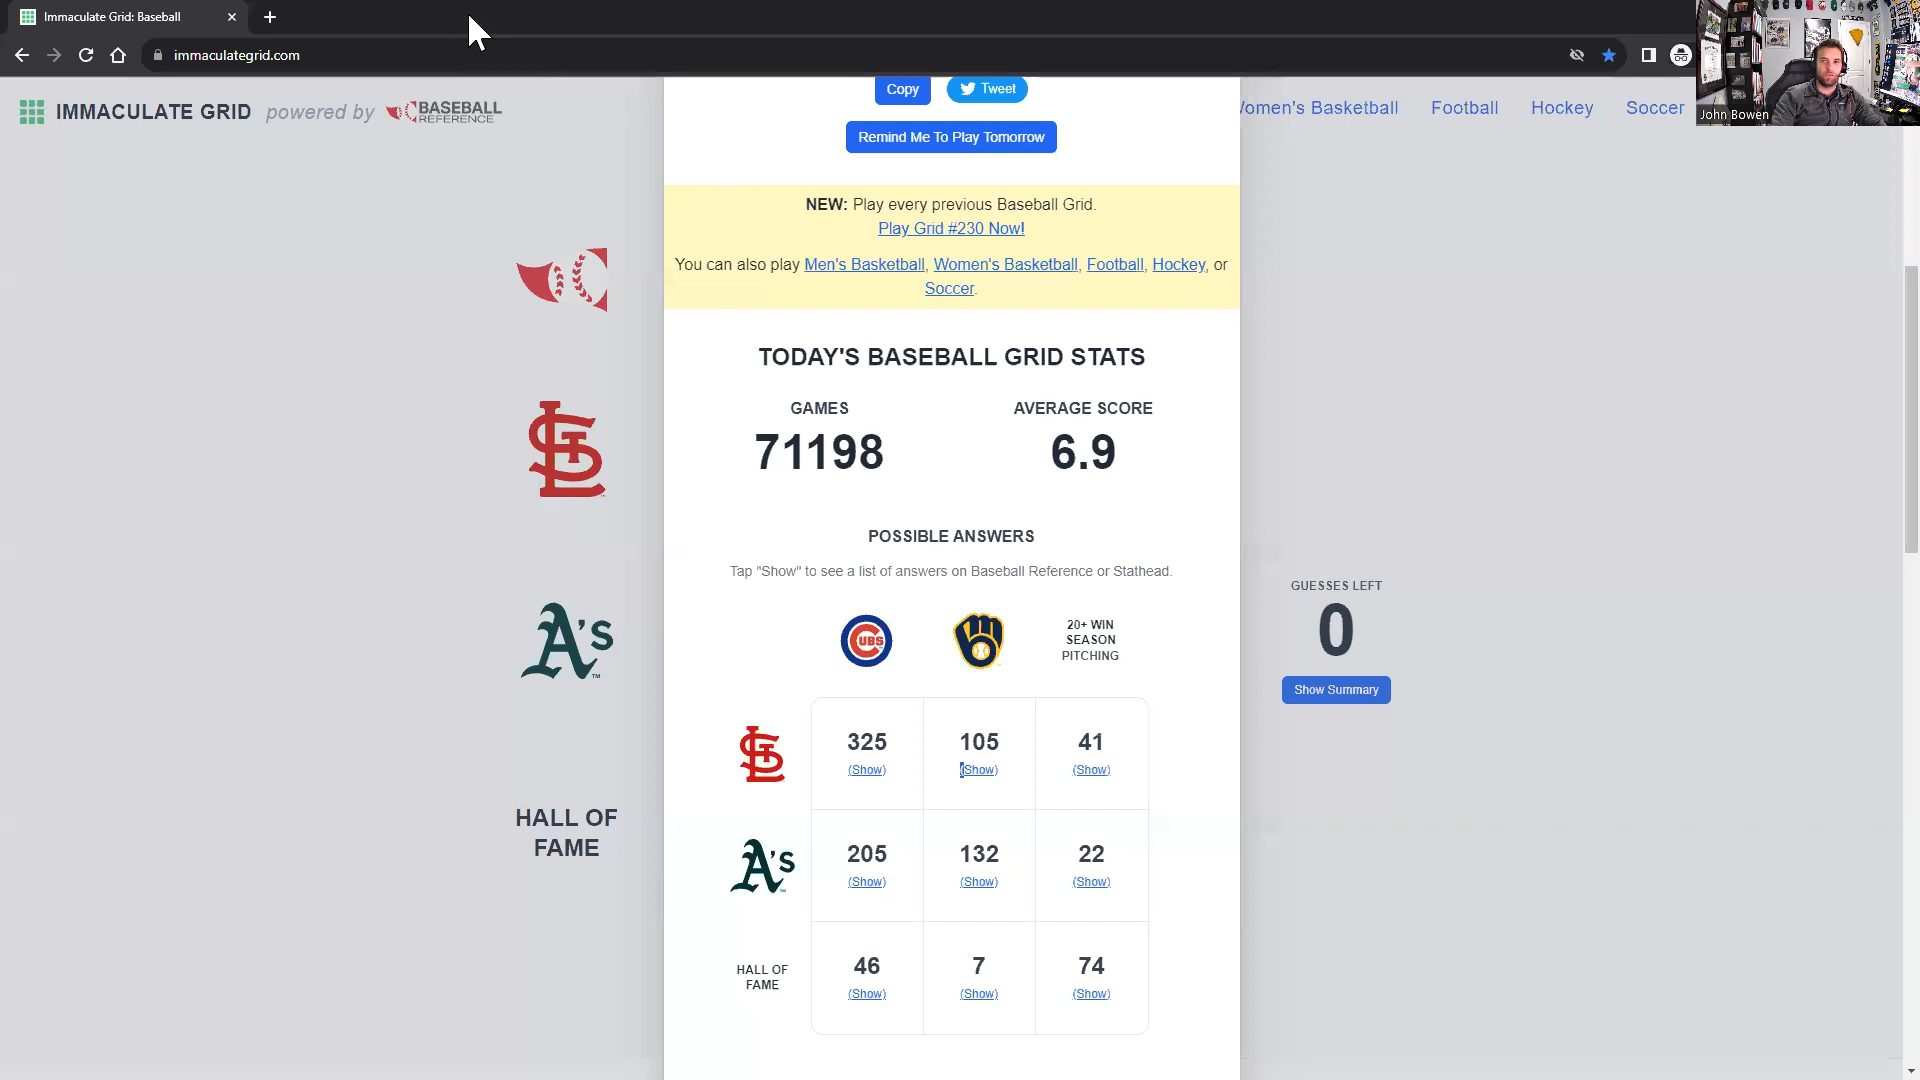 Immaculate Grid: Baseball
immaculategrid.com
IMMACULATE GRID powered by BASEBALL REFERENCE
Women's Basketball Football Hockey Soccer
John Bowen
Copy Tweet
Remind Me To Play Tomorrow
NEW: Play every previous Baseball Grid.
Play Grid #230 Now!
You can also play Men's Basketball, Women's Basketball, Football, Hockey, or
Soccer.
TODAY'S BASEBALL GRID STATS
GAMES AVERAGE SCORE
71198 6.9
POSSIBLE ANSWERS
Tap "Show" to see a list of answers on Baseball Reference or Stathead.
CUBS
20+ WIN
SEASON
PITCHING
STL
325 105 41
(Show) (Show) (Show)
A's
205 132 22
(Show) (Show) (Show)
HALL OF
FAME
46 7 74
(Show) (Show) (Show)
STL
A's
HALL OF
FAME
GUESSES LEFT
0
Show Summary